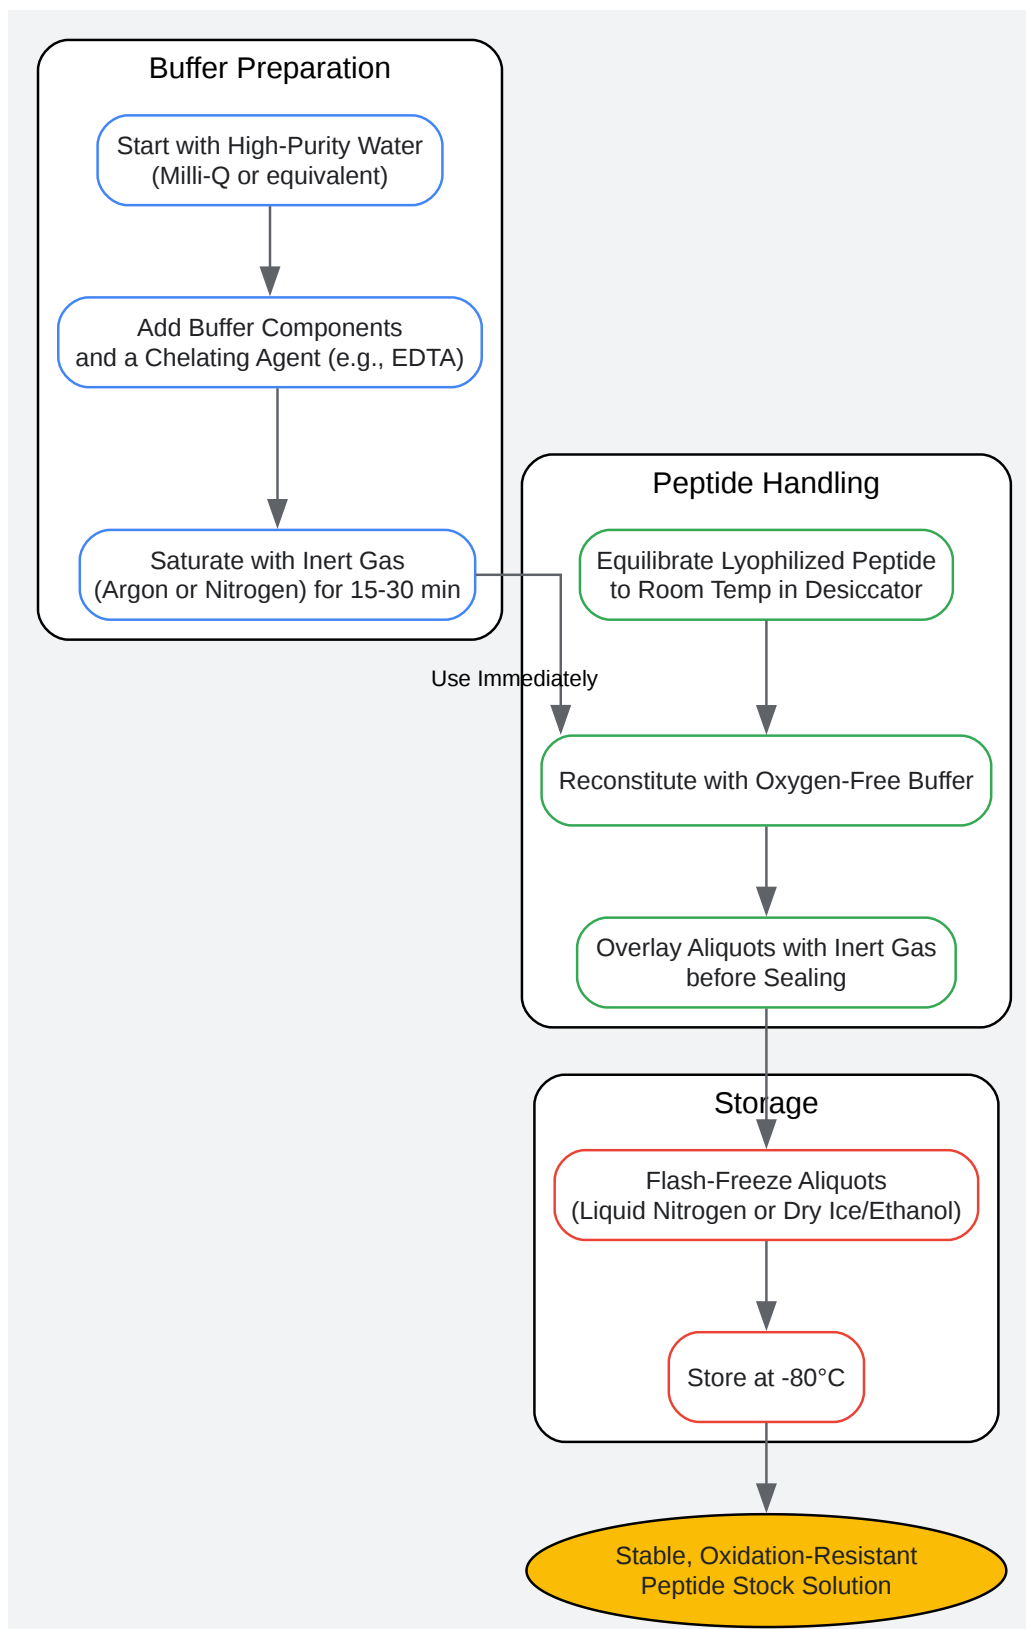 Buffer Preparation
Start with High-Purity Water
(Milli-Q or equivalent)
Add Buffer Components
and a Chelating Agent (e.g., EDTA)
Saturate with Inert Gas
(Argon or Nitrogen) for 15-30 min
Use Immediately
Peptide Handling
Equilibrate Lyophilized Peptide
to Room Temp in Desiccator
Reconstitute with Oxygen-Free Buffer
Overlay Aliquots with Inert Gas
before Sealing
Storage
Flash-Freeze Aliquots
(Liquid Nitrogen or Dry Ice/Ethanol)
Store at -80°C
Stable, Oxidation-Resistant
Peptide Stock Solution